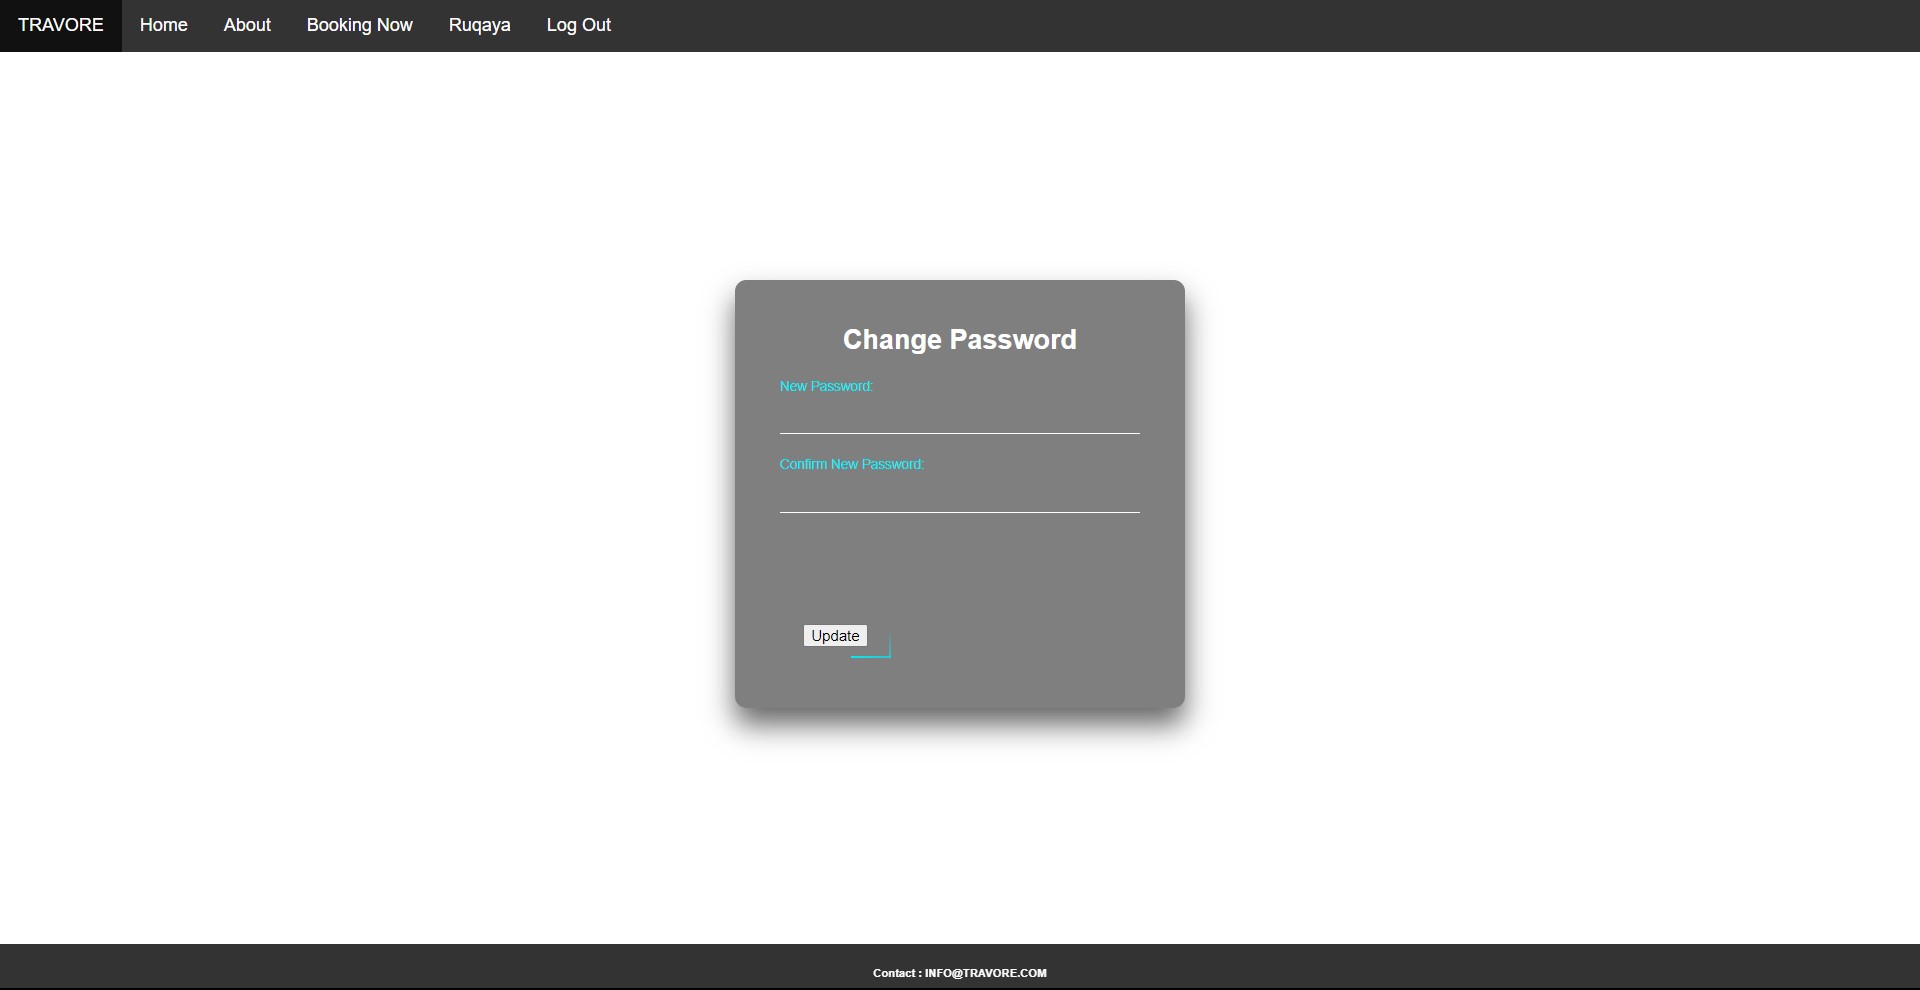 TRAVORE Home About Booking Now Ruqaya Log Out
Change Password
New Password:
Confirm New Password:
Update
Contact : INFO@TRAVORE.COM